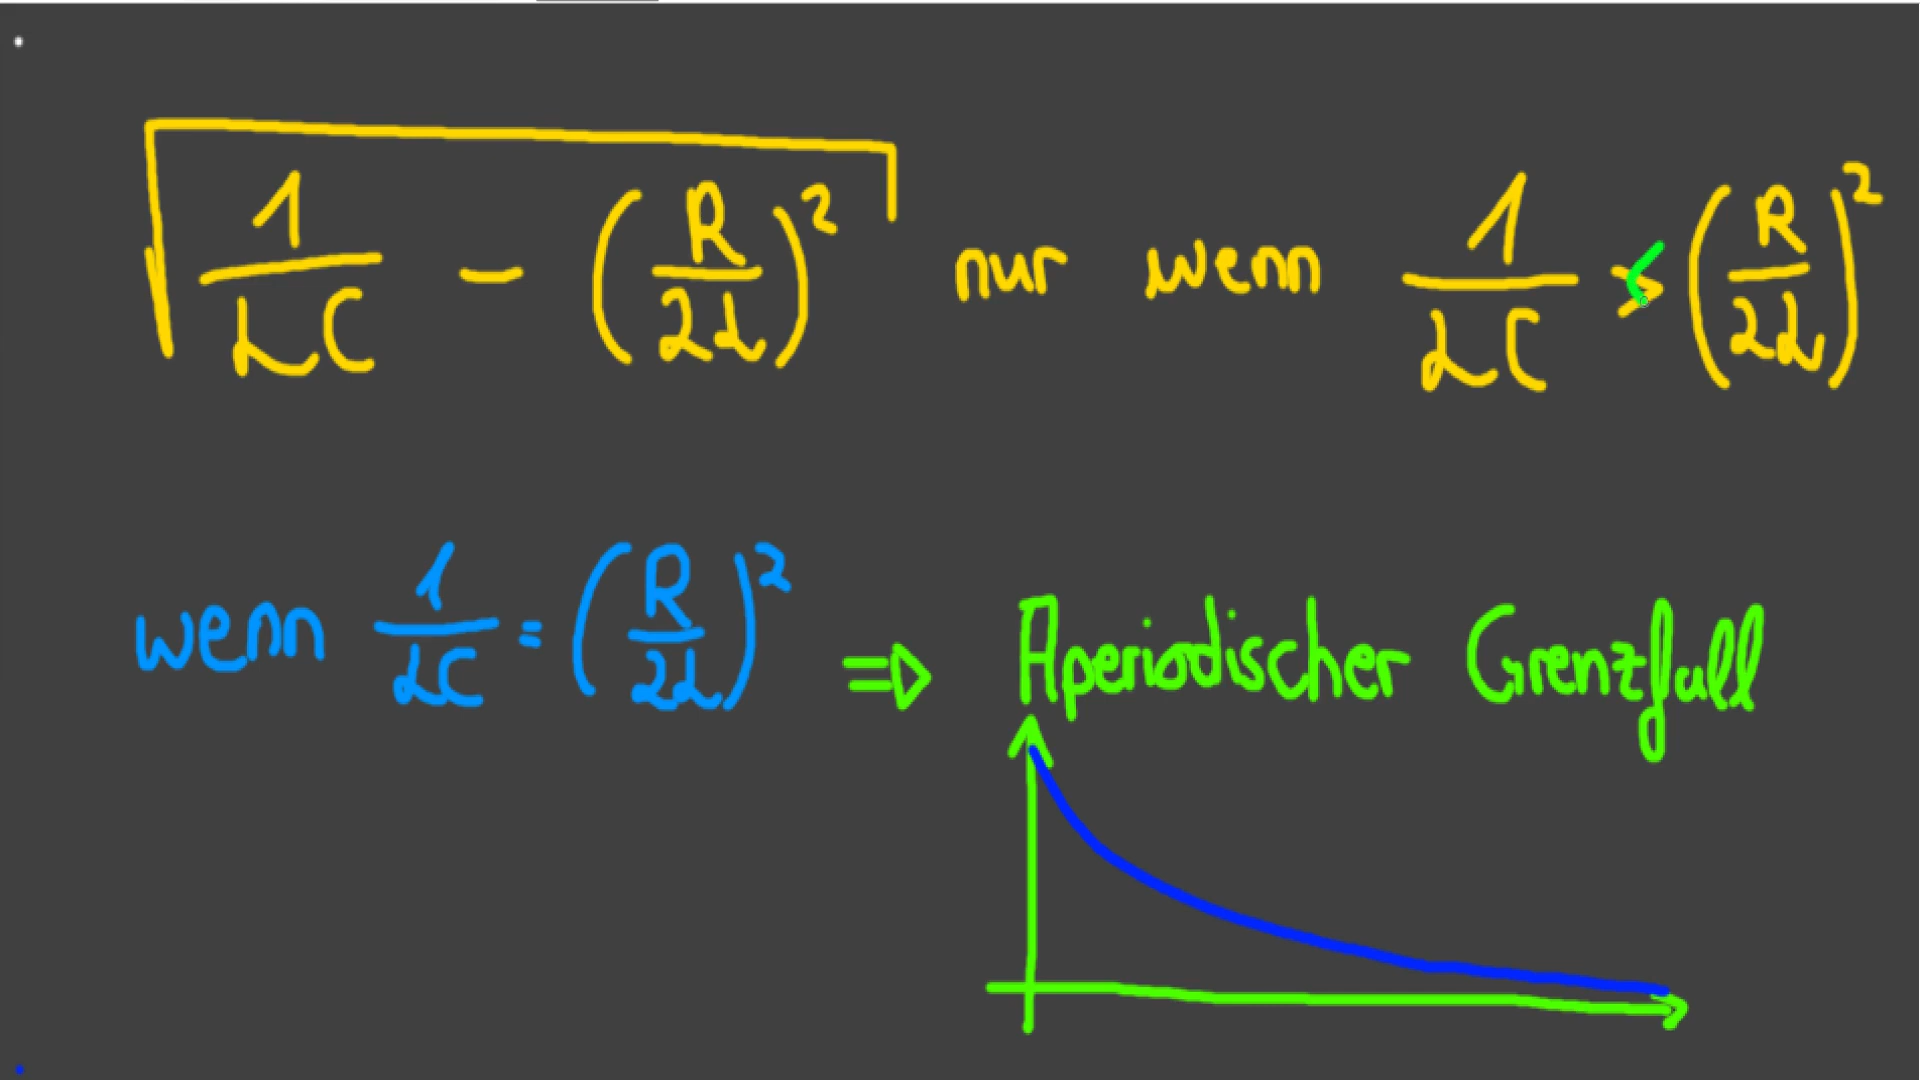 √(1/LC - (R/2L)²) nur wenn 1/LC > (R/2L)²
wenn 1/LC = (R/2L)² ⇒ Aperiodischer Grenzfall